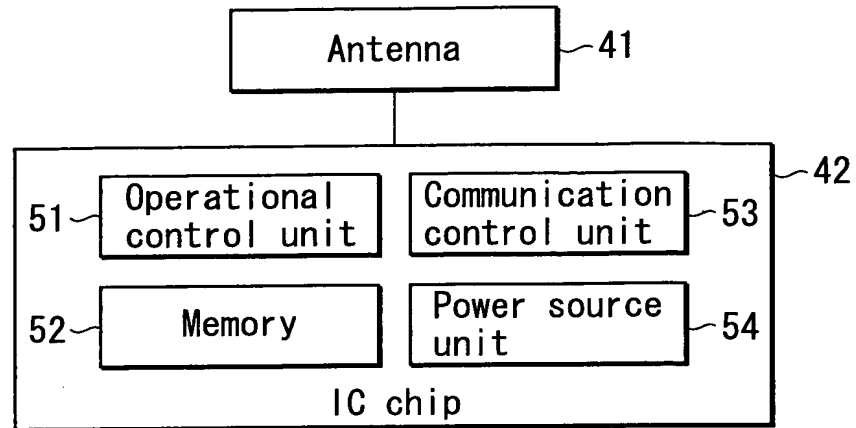 Antenna
41
42
51
Operational
control unit
Communication
control unit
53
52
Memory
Power source
unit
54
IC chip